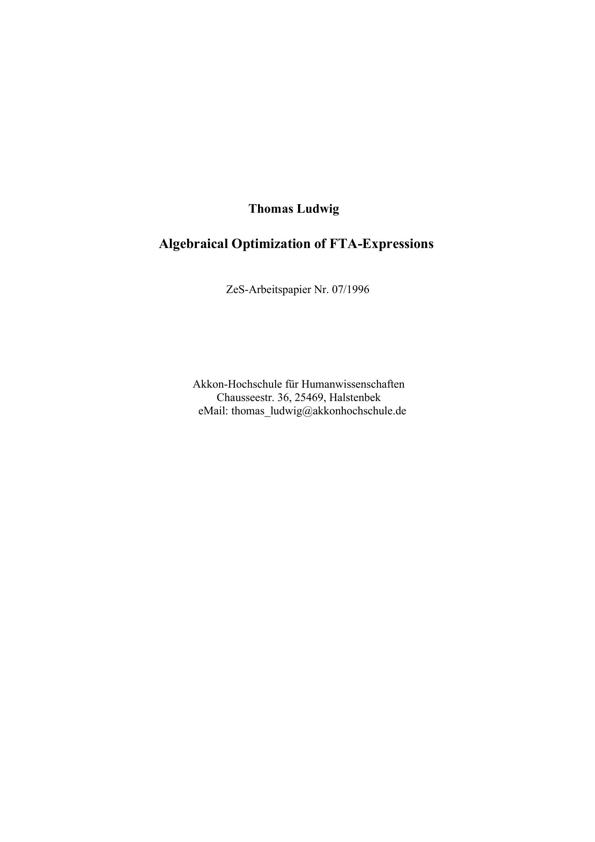 Thomas Ludwig
Algebraical Optimization of FTA-Expressions
ZeS-Arbeitspapier Nr. 07/1996
Akkon-Hochschule für Humanwissenschaften
Chausseestr. 36, 25469, Halstenbek
eMail: thomas_ludwig@akkonhochschule.de